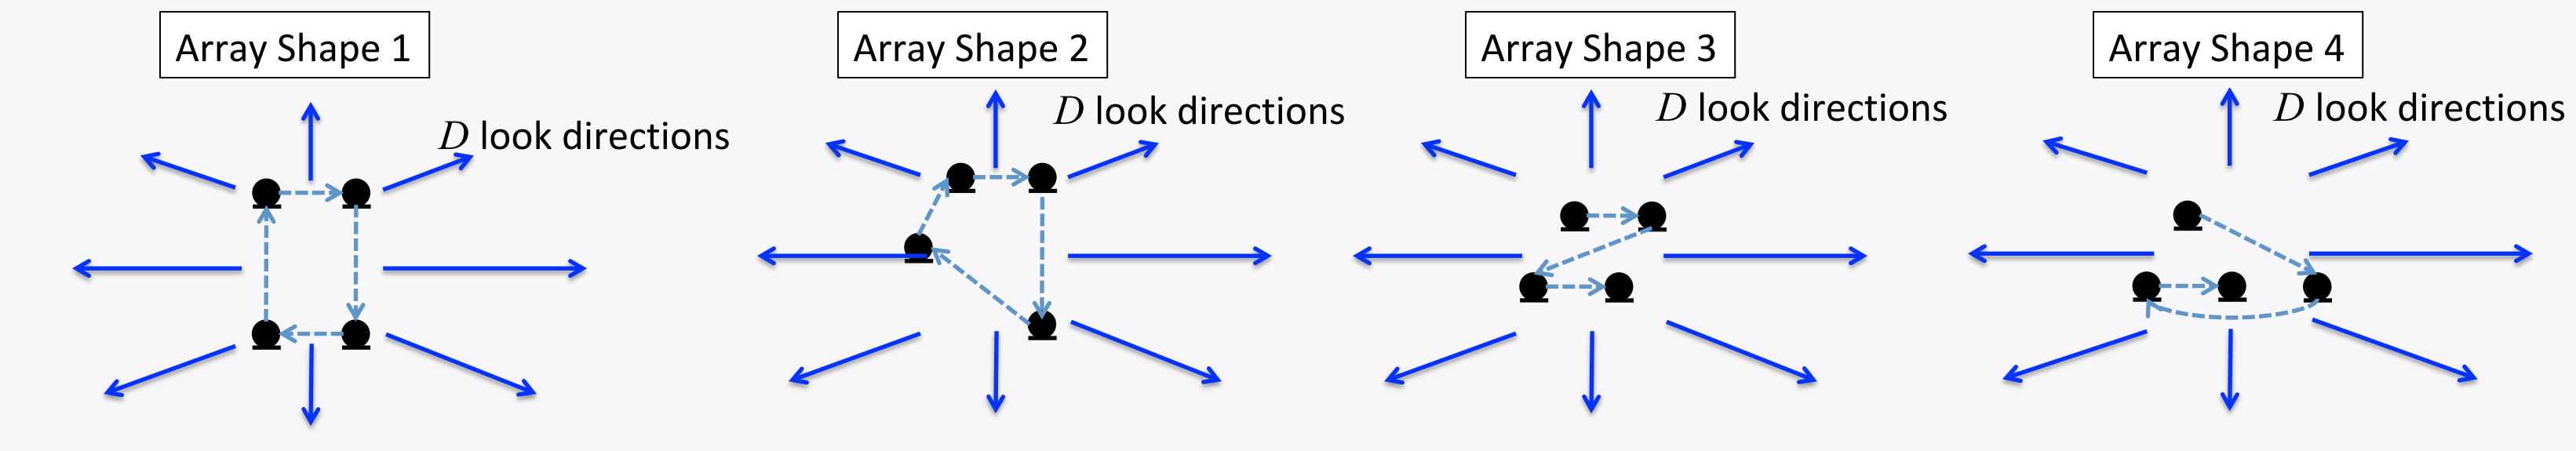 Array Shape 1
Array Shape 2
Array Shape 3
Array Shape 4
D look directions
D look directions
D look directions
D look directions